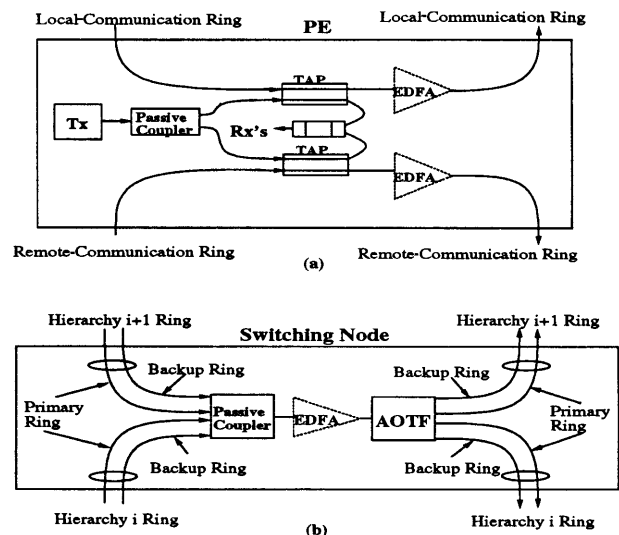 Local-Communication Ring
Local-Communication Ring
PE
TAP
EDFA
Tx
Passive
Coupler
Rx's
TAP
EDFA
Remote-Communication Ring
Remote-Communication Ring
(a)
Hierarchy i+1 Ring
Hierarchy i+1 Ring
Switching Node
Backup Ring
Backup Ring
Primary
Ring
Passive
Coupler
EDFA
AOTF
Primary
Ring
Backup Ring
Backup Ring
Hierarchy i Ring
Hierarchy i Ring
(b)